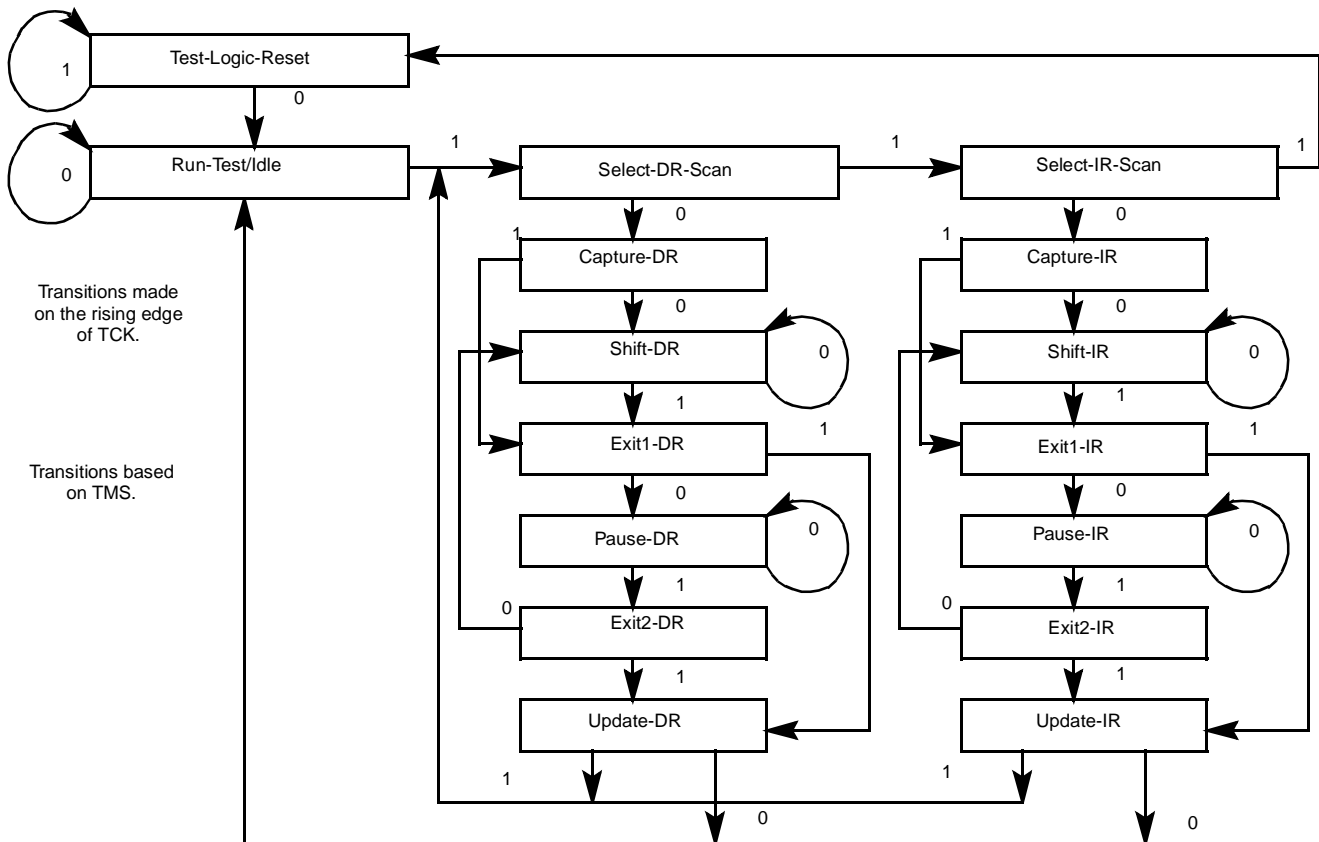 Test-Logic-Reset
1
0
Run-Test/Idle
0
1
Select-DR-Scan
1
Select-IR-Scan
1
0
0
1
Capture-DR
1
Capture-IR
Transitions made
on the rising edge
of TCK.
0
0
Shift-DR
0
Shift-IR
0
1
1
Exit1-DR
1
Exit1-IR
1
Transitions based
on TMS.
0
0
Pause-DR
0
Pause-IR
0
1
1
0
Exit2-DR
0
Exit2-IR
1
1
Update-DR
Update-IR
1
1
0
0